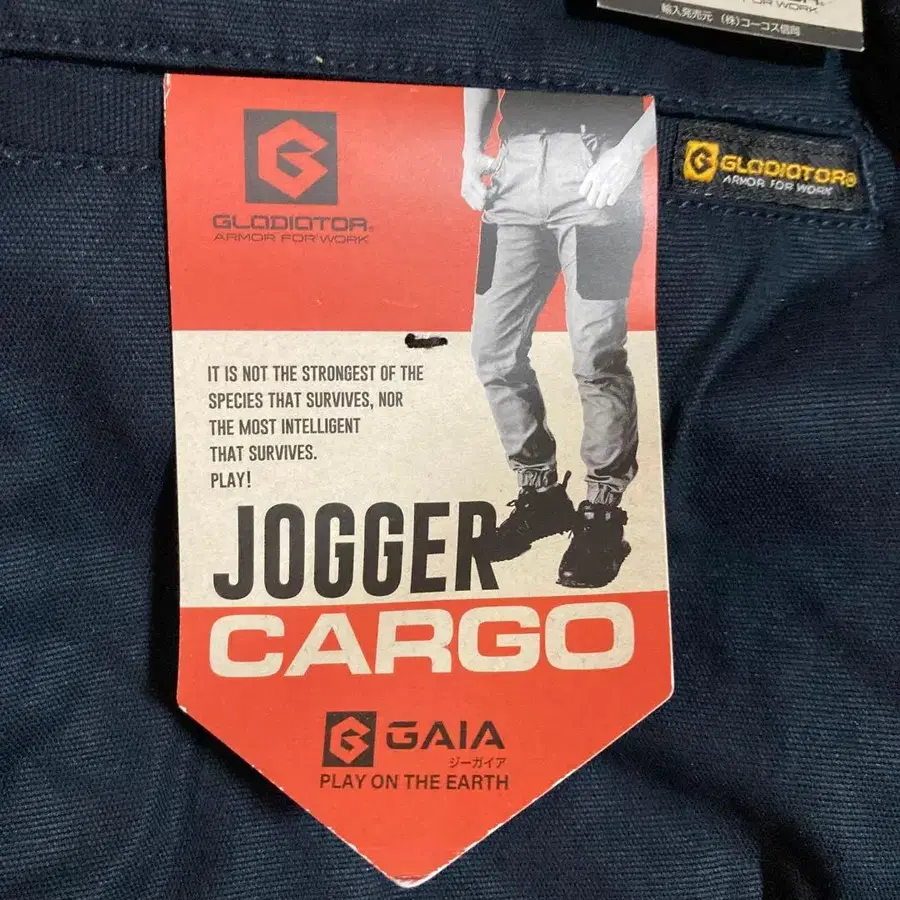 FOR WORK
輸入発売元 (株)コーコス信岡
GLADIATOR®
ARMOR FOR WORK
GLADIATOR®
ARMOR FOR WORK
IT IS NOT THE STRONGEST OF THE
SPECIES THAT SURVIVES, NOR
THE MOST INTELLIGENT
THAT SURVIVES.
PLAY!
JOGGER
CARGO
G GAIA
ジーガイア
PLAY ON THE EARTH